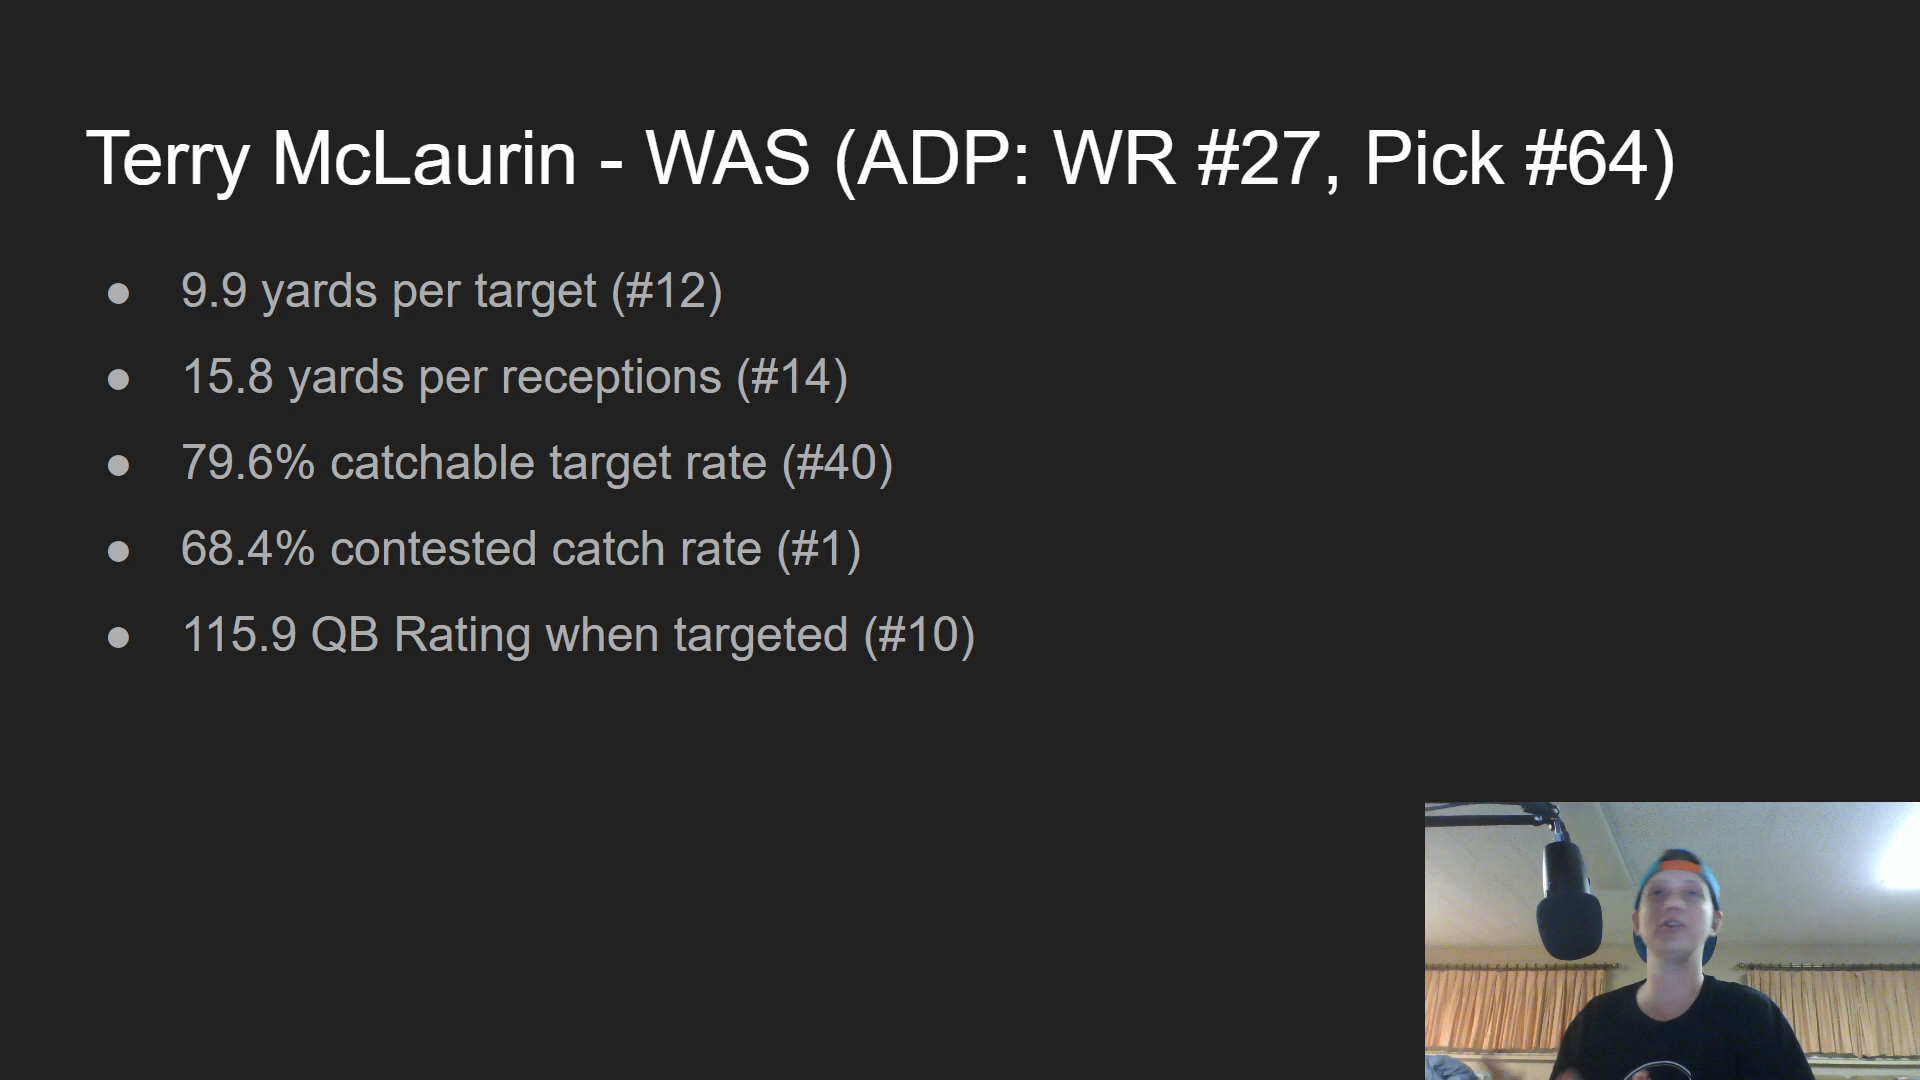 Terry McLaurin - WAS (ADP: WR #27, Pick #64)
● 9.9 yards per target (#12)
● 15.8 yards per receptions (#14)
● 79.6% catchable target rate (#40)
● 68.4% contested catch rate (#1)
● 115.9 QB Rating when targeted (#10)